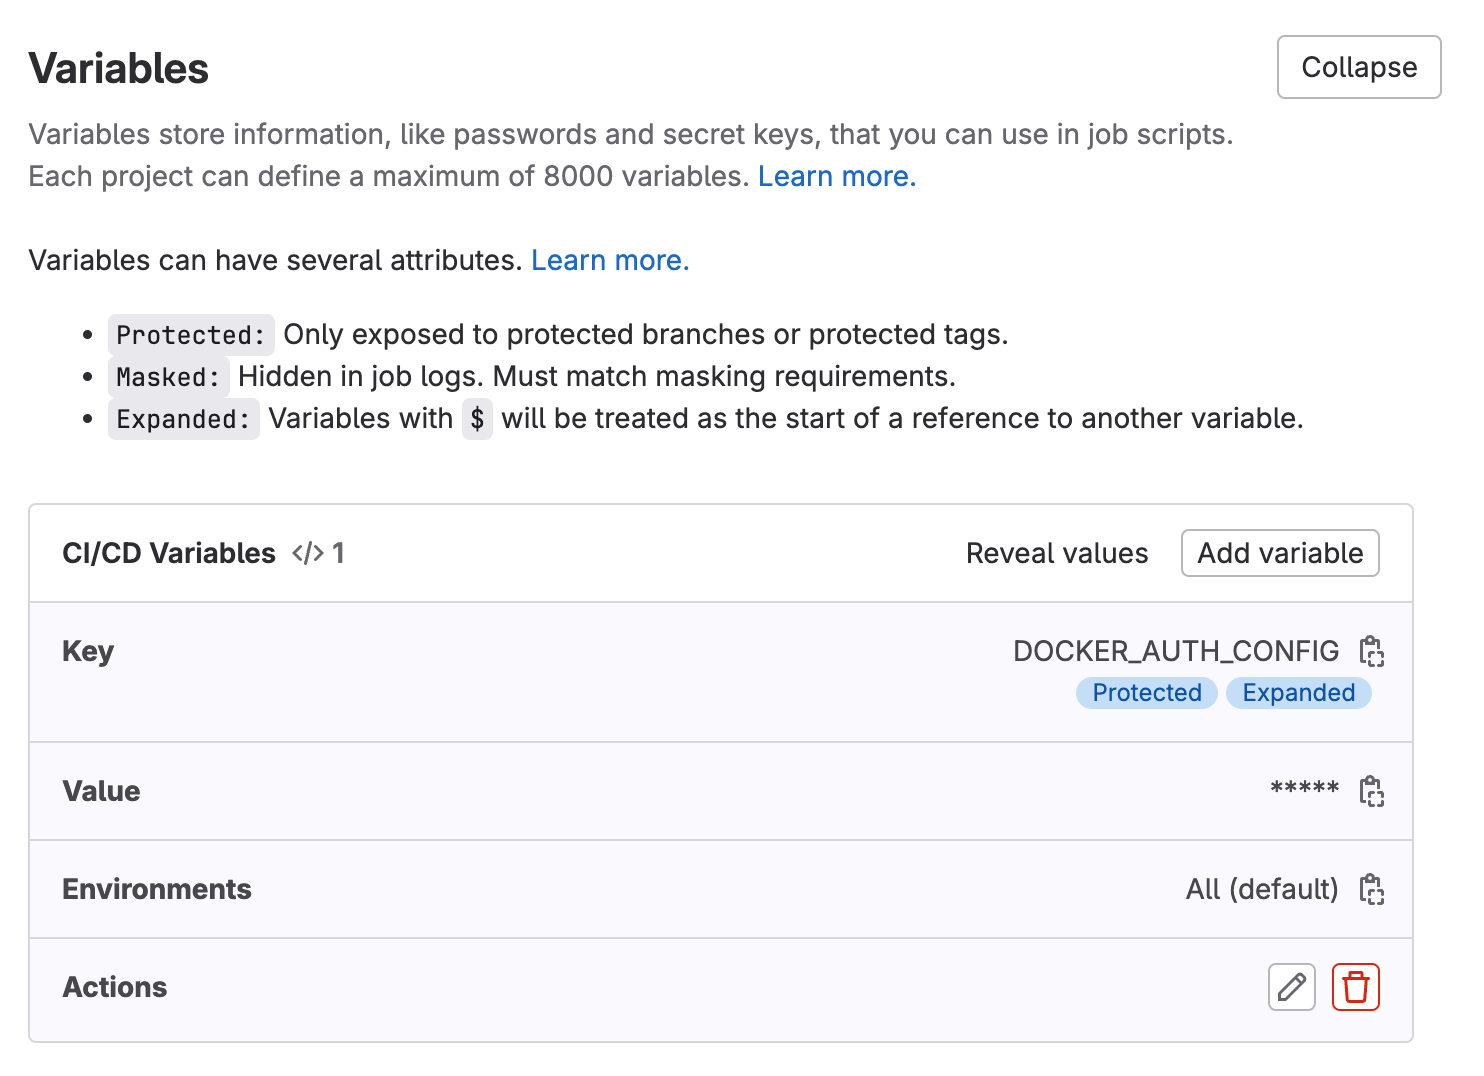 Variables
Collapse
Variables store information, like passwords and secret keys, that you can use in job scripts.
Each project can define a maximum of 8000 variables. Learn more.
Variables can have several attributes. Learn more.
• Protected: Only exposed to protected branches or protected tags.
• Masked: Hidden in job logs. Must match masking requirements.
• Expanded: Variables with $ will be treated as the start of a reference to another variable.
CI/CD Variables </> 1
Reveal values
Add variable
Key
DOCKER_AUTH_CONFIG
Protected Expanded
Value
*****
Environments
All (default)
Actions